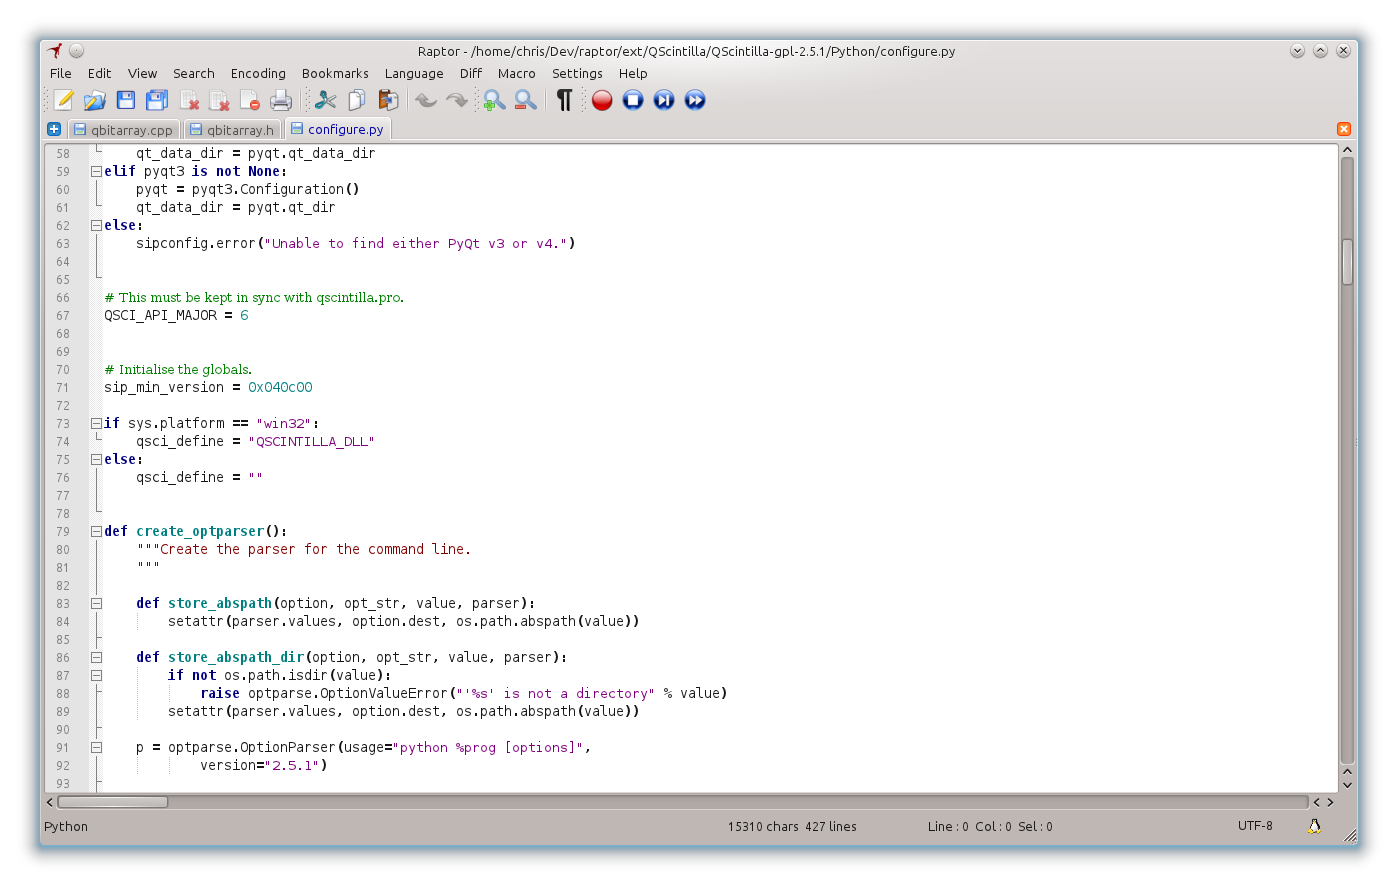 Raptor - /home/chris/Dev/raptor/ext/QScintilla/QScintilla-gpl-2.5.1/Python/configure.py
File Edit View Search Encoding Bookmarks Language Diff Macro Settings Help
qbitarray.cpp qbitarray.h configure.py
58 qt_data_dir = pyqt.qt_data_dir
59 elif pyqt3 is not None:
60 pyqt = pyqt3.Configuration()
61 qt_data_dir = pyqt.qt_dir
62 else:
63 sipconfig.error("Unable to find either PyQt v3 or v4.")
64
65
66 # This must be kept in sync with qscintilla.pro.
67 QSCI_API_MAJOR = 6
68
69
70 # Initialise the globals.
71 sip_min_version = 0x040c00
72
73 if sys.platform == "win32":
74 qsci_define = "QSCINTILLA_DLL"
75 else:
76 qsci_define = ""
77
78
79 def create_optparser():
80 """Create the parser for the command line.
81 """
82
83 def store_abspath(option, opt_str, value, parser):
84 setattr(parser.values, option.dest, os.path.abspath(value))
85
86 def store_abspath_dir(option, opt_str, value, parser):
87 if not os.path.isdir(value):
88 raise optparse.OptionValueError("'%s' is not a directory" % value)
89 setattr(parser.values, option.dest, os.path.abspath(value))
90
91 p = optparse.OptionParser(usage="python %prog [options]",
92 version="2.5.1")
93
Python 15310 chars 427 lines Line : 0 Col : 0 Sel : 0 UTF-8